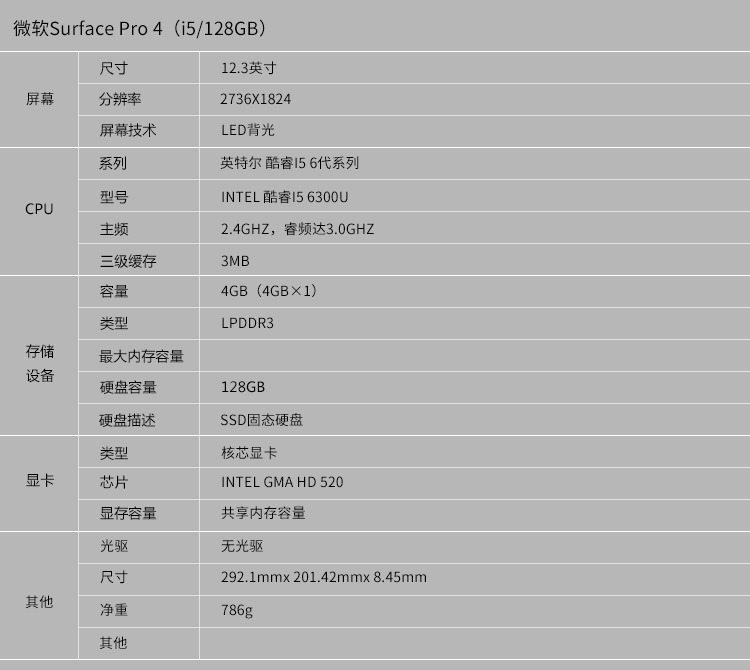 微软Surface Pro 4（i5/128GB）
屏幕
尺寸 12.3英寸
分辨率 2736X1824
屏幕技术 LED背光
CPU
系列 英特尔 酷睿I5 6代系列
型号 INTEL 酷睿I5 6300U
主频 2.4GHZ，睿频达3.0GHZ
三级缓存 3MB
存储
设备
容量 4GB（4GB×1）
类型 LPDDR3
最大内存容量
硬盘容量 128GB
硬盘描述 SSD固态硬盘
显卡
类型 核芯显卡
芯片 INTEL GMA HD 520
显存容量 共享内存容量
其他
光驱 无光驱
尺寸 292.1mmx 201.42mmx 8.45mm
净重 786g
其他